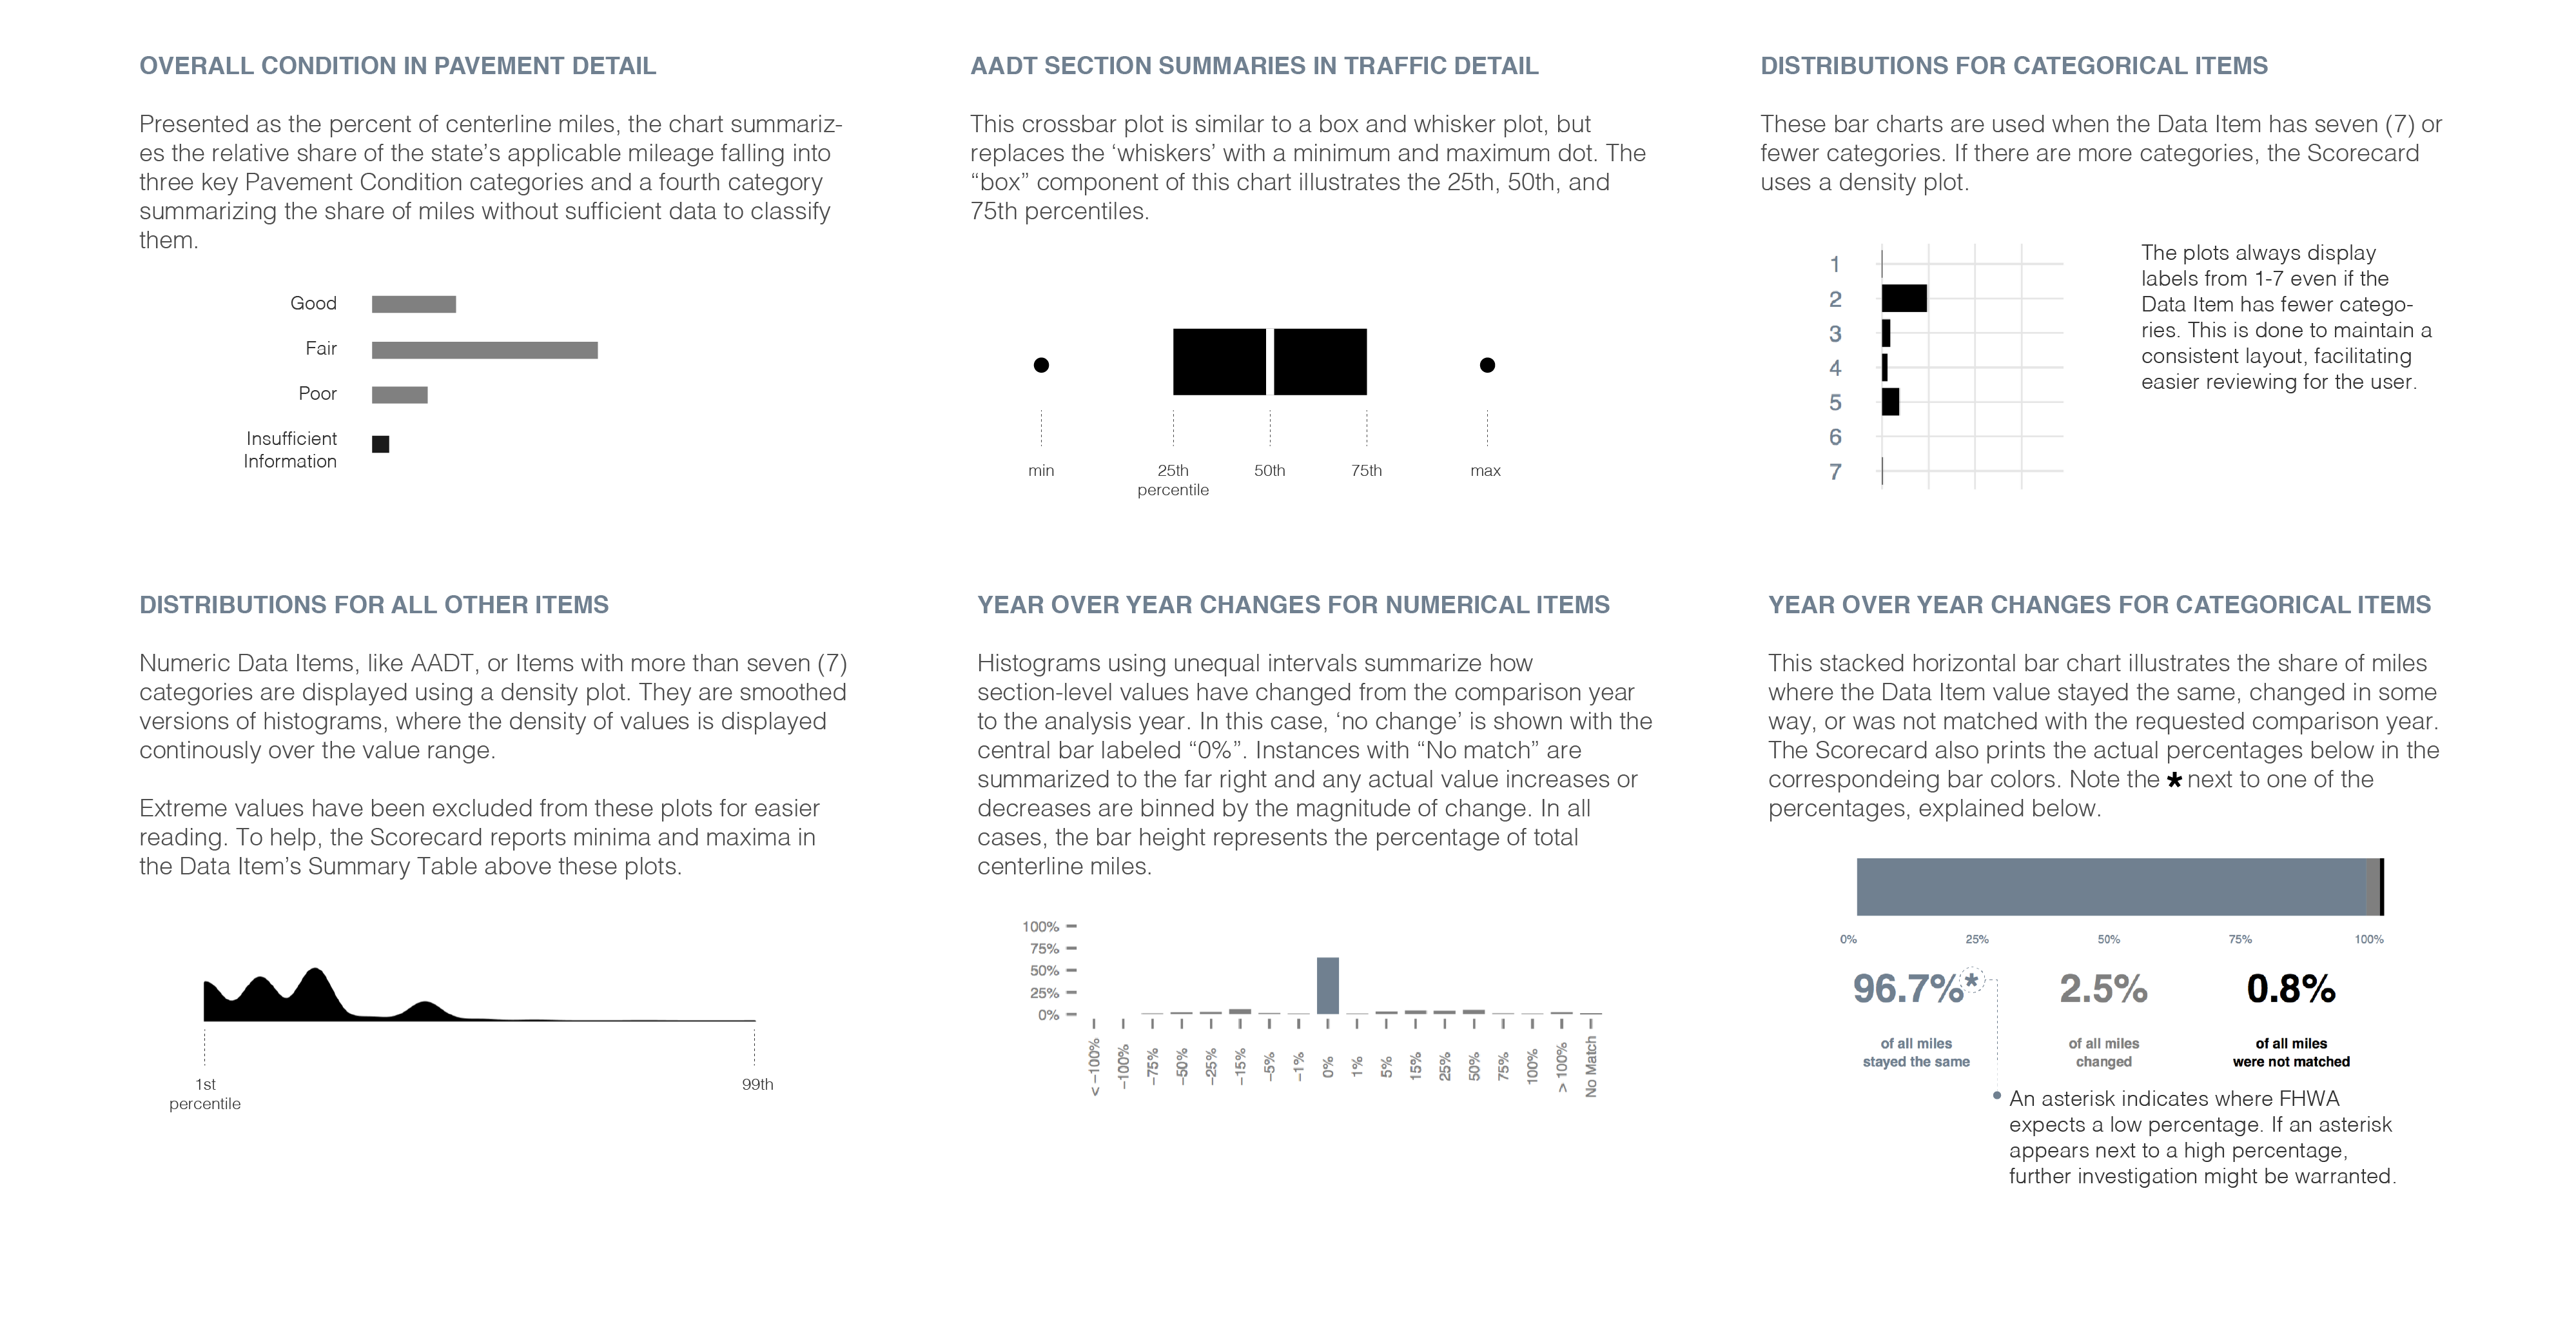 OVERALL CONDITION IN PAVEMENT DETAIL
Presented as the percent of centerline miles, the chart summariz-
es the relative share of the state’s applicable mileage falling into
three key Pavement Condition categories and a fourth category
summarizing the share of miles without sufficient data to classify
them.
Good
Fair
Poor
Insufficient
Information
AADT SECTION SUMMARIES IN TRAFFIC DETAIL
This crossbar plot is similar to a box and whisker plot, but
replaces the ‘whiskers’ with a minimum and maximum dot. The
“box” component of this chart illustrates the 25th, 50th, and
75th percentiles.
min
25th
percentile
50th
75th
max
DISTRIBUTIONS FOR CATEGORICAL ITEMS
These bar charts are used when the Data Item has seven (7) or
fewer categories. If there are more categories, the Scorecard
uses a density plot.
1
2
3
4
5
6
7
The plots always display
labels from 1-7 even if the
Data Item has fewer catego-
ries. This is done to maintain a
consistent layout, facilitating
easier reviewing for the user.
DISTRIBUTIONS FOR ALL OTHER ITEMS
Numeric Data Items, like AADT, or Items with more than seven (7)
categories are displayed using a density plot. They are smoothed
versions of histograms, where the density of values is displayed
continously over the value range.
Extreme values have been excluded from these plots for easier
reading. To help, the Scorecard reports minima and maxima in
the Data Item’s Summary Table above these plots.
1st
percentile
99th
YEAR OVER YEAR CHANGES FOR NUMERICAL ITEMS
Histograms using unequal intervals summarize how
section-level values have changed from the comparison year
to the analysis year. In this case, ‘no change’ is shown with the
central bar labeled “0%”. Instances with “No match” are
summarized to the far right and any actual value increases or
decreases are binned by the magnitude of change. In all
cases, the bar height represents the percentage of total
centerline miles.
100%
75%
50%
25%
0%
< −100%
−100%
−75%
−50%
−25%
−15%
−5%
−1%
0%
1%
5%
15%
25%
50%
75%
100%
> 100%
No Match
YEAR OVER YEAR CHANGES FOR CATEGORICAL ITEMS
This stacked horizontal bar chart illustrates the share of miles
where the Data Item value stayed the same, changed in some
way, or was not matched with the requested comparison year.
The Scorecard also prints the actual percentages below in the
correspondeing bar colors. Note the * next to one of the
percentages, explained below.
0% 25% 50% 75% 100%
96.7%* 2.5% 0.8%
of all miles
stayed the same
of all miles
changed
of all miles
were not matched
An asterisk indicates where FHWA
expects a low percentage. If an asterisk
appears next to a high percentage,
further investigation might be warranted.